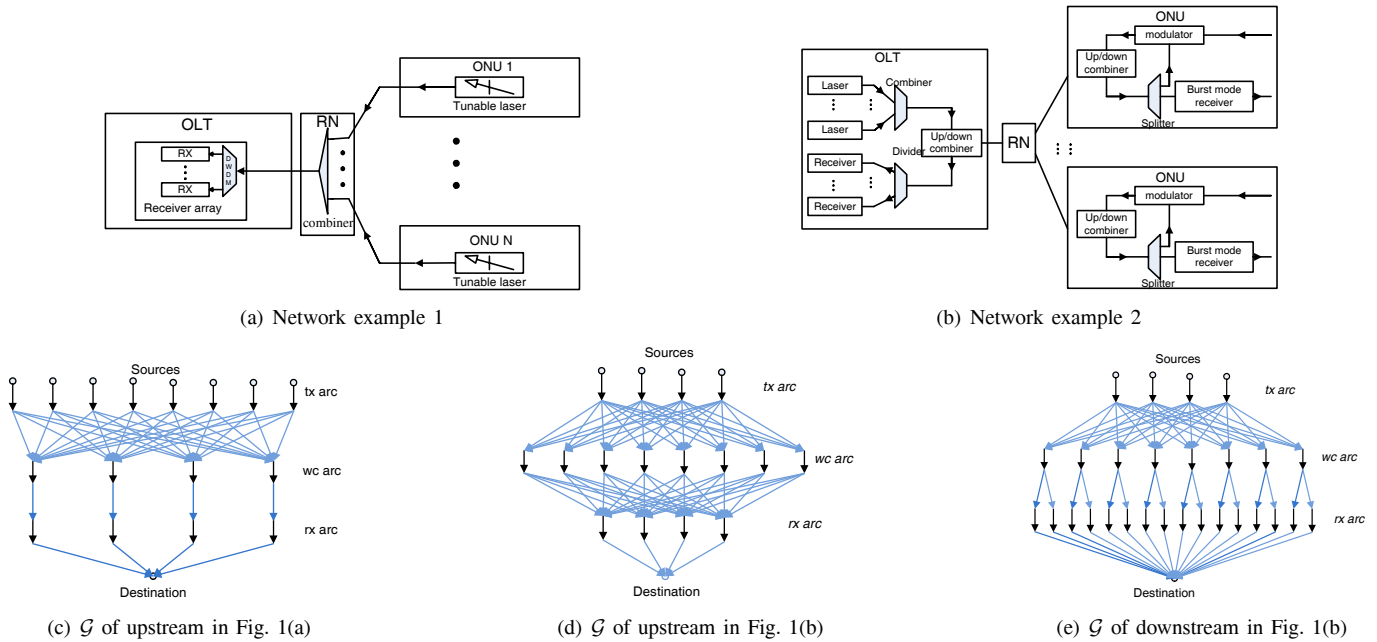 OLT
RX
RX
D
W
D
M
Receiver array
RN
combiner
ONU 1
Tunable laser
ONU N
Tunable laser
(a) Network example 1
OLT
Laser
Laser
Receiver
Receiver
Combiner
Divider
Up/down
combiner
RN
ONU
modulator
Up/down
combiner
Splitter
Burst mode
receiver
ONU
modulator
Up/down
combiner
Splitter
Burst mode
receiver
(b) Network example 2
Sources
tx arc
wc arc
rx arc
Destination
(c) 𝒢 of upstream in Fig. 1(a)
Sources
tx arc
wc arc
rx arc
Destination
(d) 𝒢 of upstream in Fig. 1(b)
Sources
tx arc
wc arc
rx arc
Destination
(e) 𝒢 of downstream in Fig. 1(b)